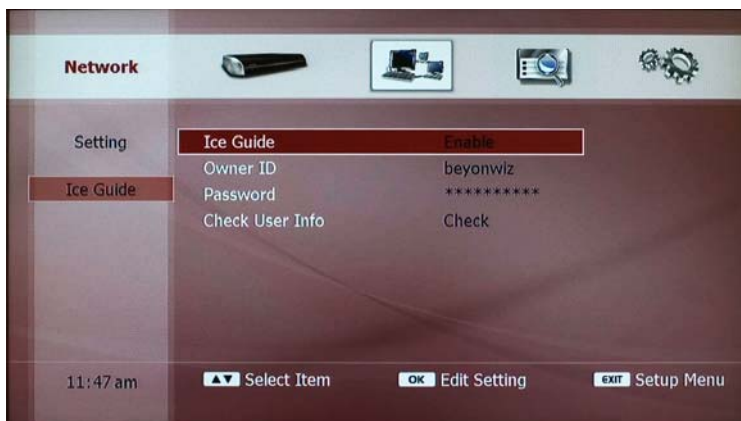 Network
Setting
Ice Guide
Ice Guide Enable
Owner ID beyonwiz
Password **********
Check User Info Check
11:47 am
▲▼ Select Item OK Edit Setting EXIT Setup Menu